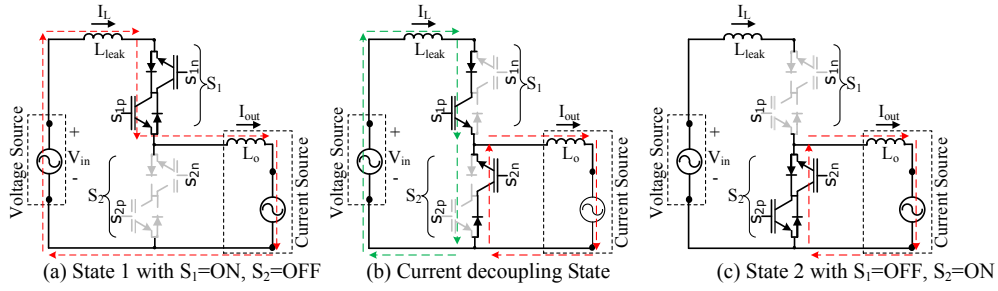 I_L
L_leak
S_1n
S_1
S_1p
Voltage Source
+
V_in
-
I_out
L_o
S_2n
S_2
S_2p
Current Source
(a) State 1 with S_1=ON, S_2=OFF
I_L
L_leak
S_1n
S_1
S_1p
Voltage Source
+
V_in
-
I_out
L_o
S_2n
S_2
S_2p
Current Source
(b) Current decoupling State
I_L
L_leak
S_1n
S_1
S_1p
Voltage Source
+
V_in
-
I_out
L_o
S_2n
S_2
S_2p
Current Source
(c) State 2 with S_1=OFF, S_2=ON